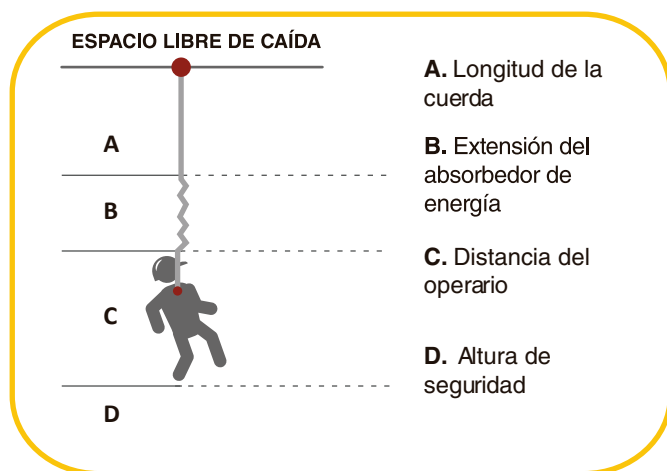 ESPACIO LIBRE DE CAÍDA
A
B
C
D
A. Longitud de la
cuerda
B. Extensión del
absorbedor de
energía
C. Distancia del
operario
D. Altura de
seguridad